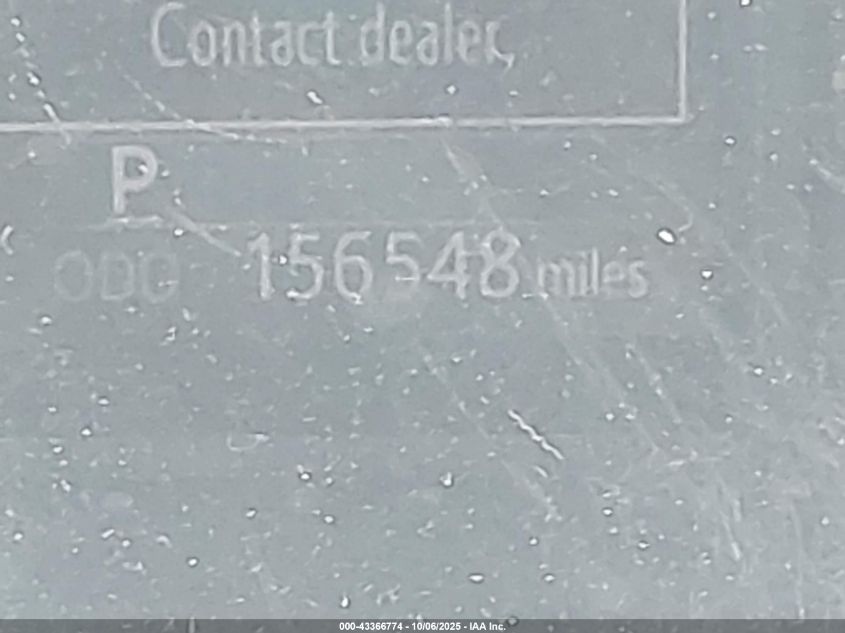 Contact dealer,
P
ODO 156548 miles
000-43366774 - 10/06/2025 - IAA Inc.